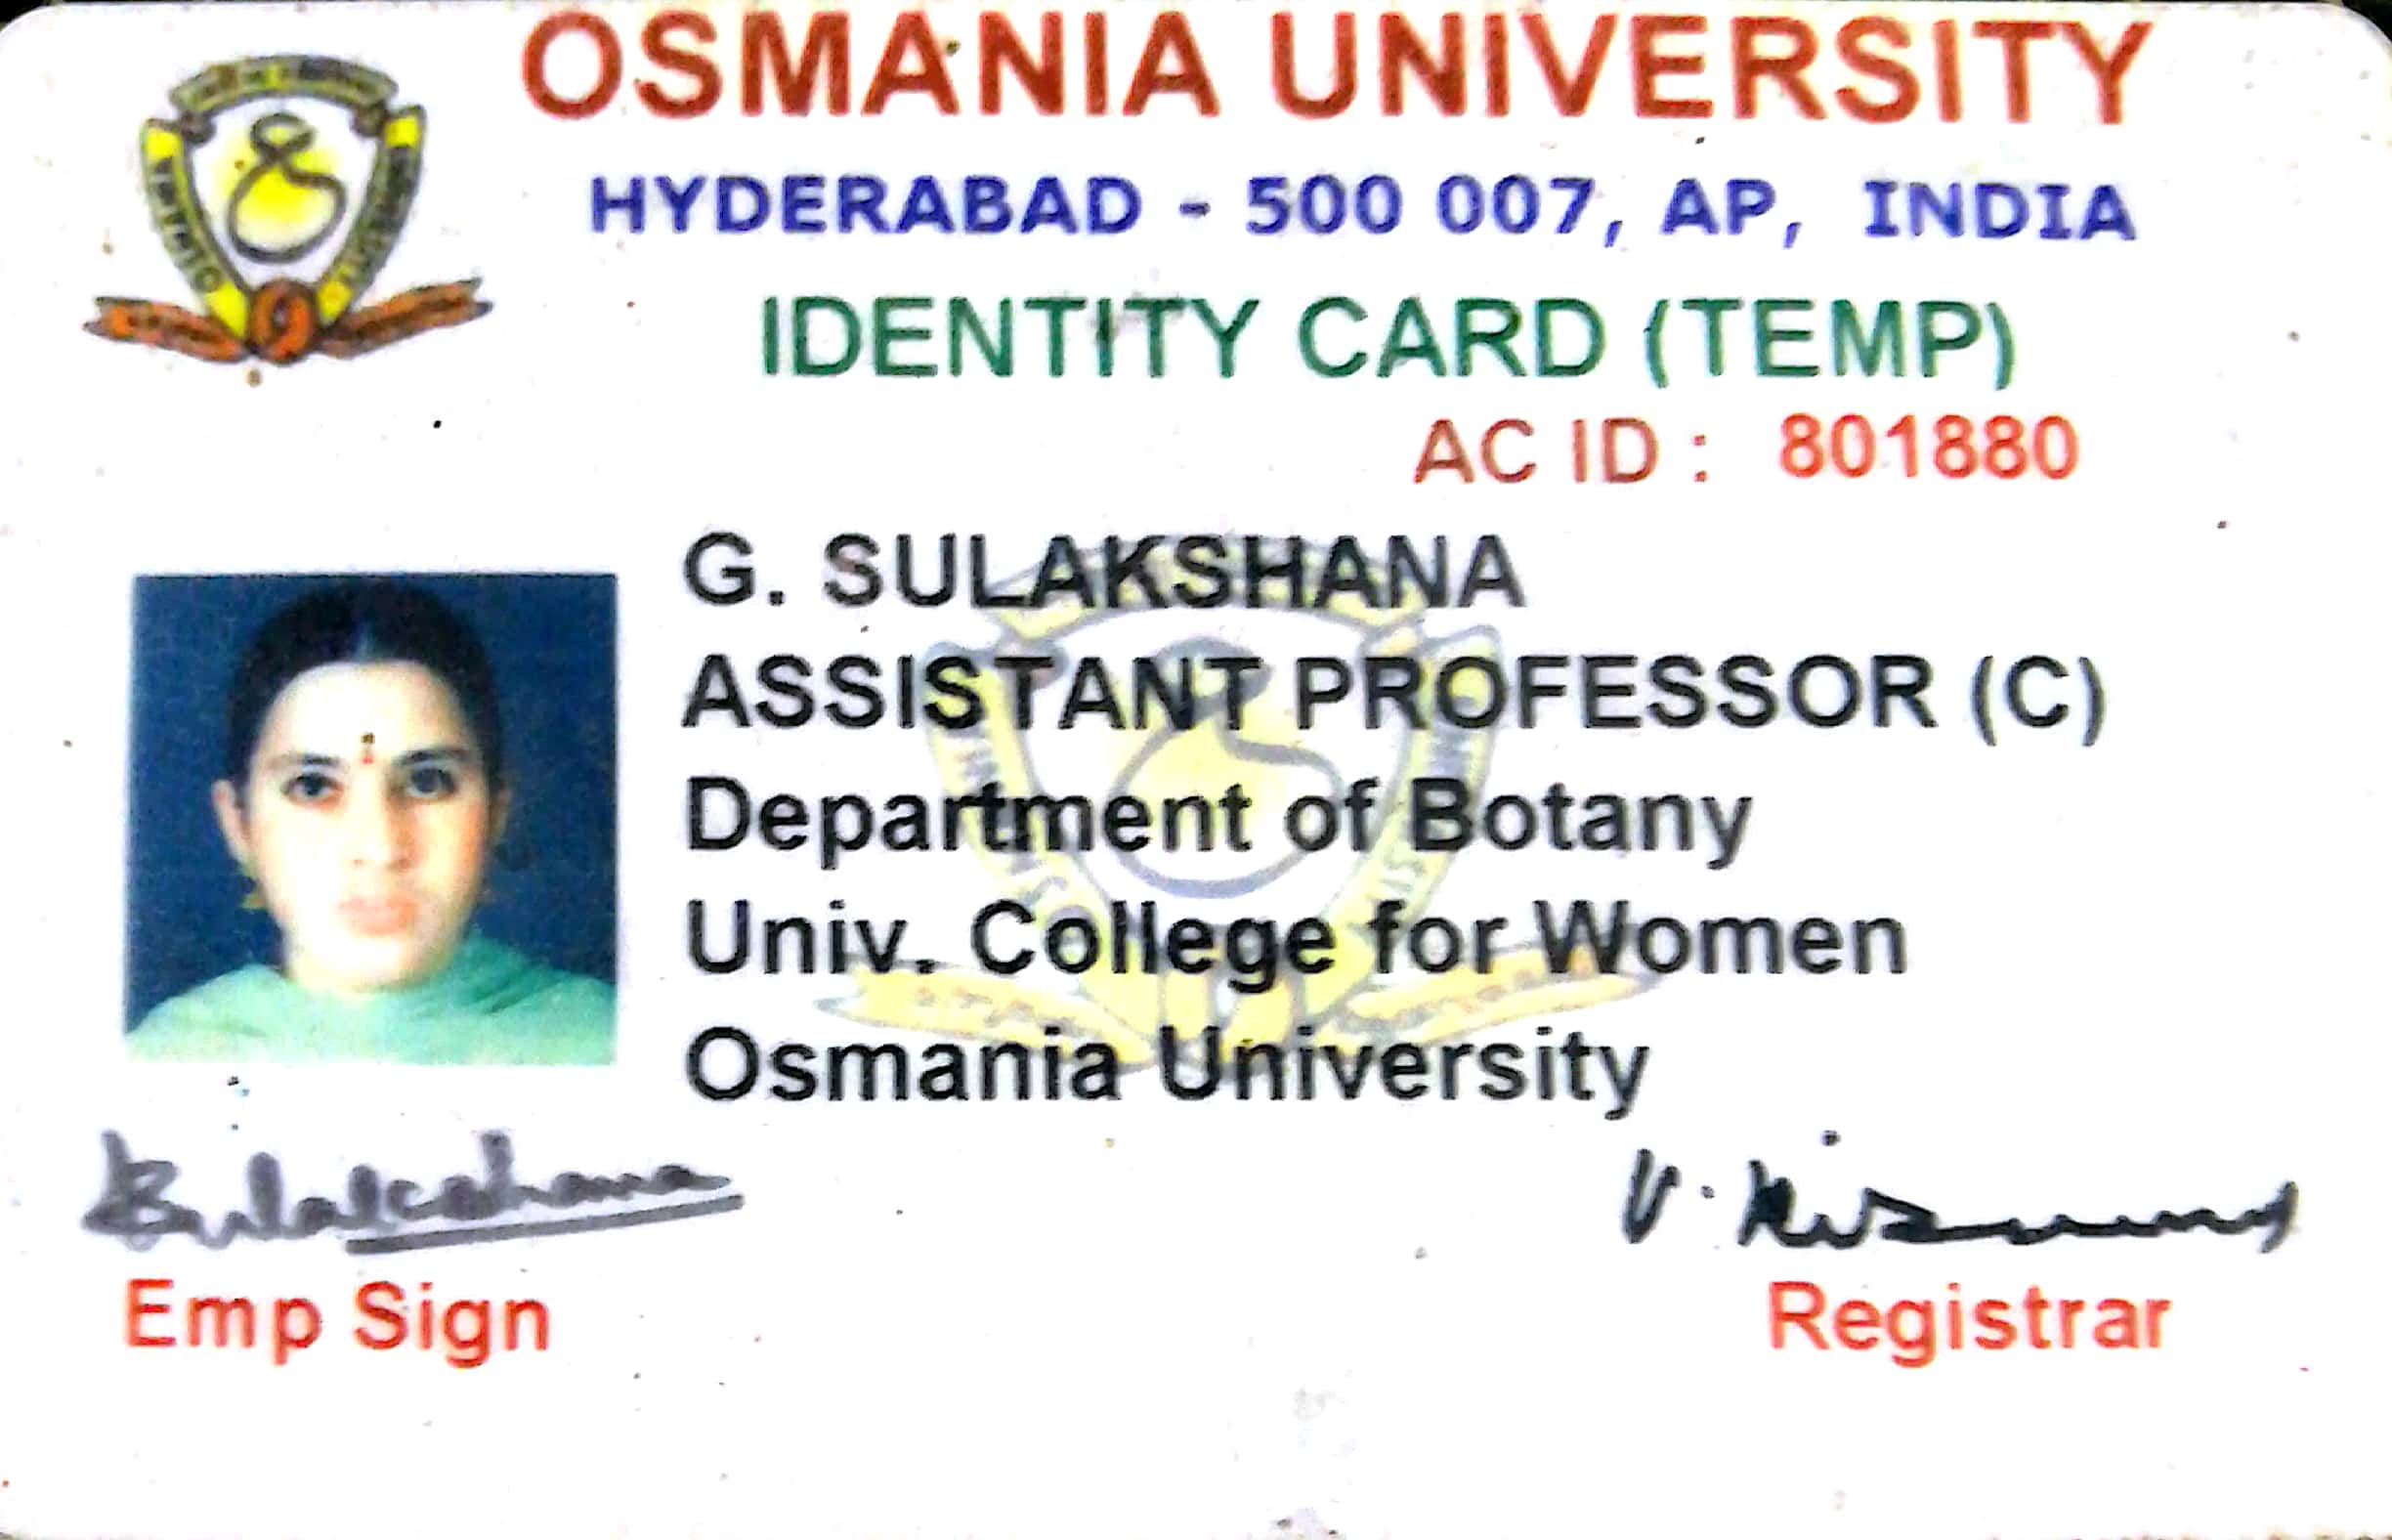 OSMANIA UNIVERSITY
HYDERABAD - 500 007, AP, INDIA
IDENTITY CARD (TEMP)
AC ID : 801880
G. SULAKSHANA
ASSISTANT PROFESSOR (C)
Department of Botany
Univ. College for Women
Osmania University
Sulakshana
Emp Sign
Registrar